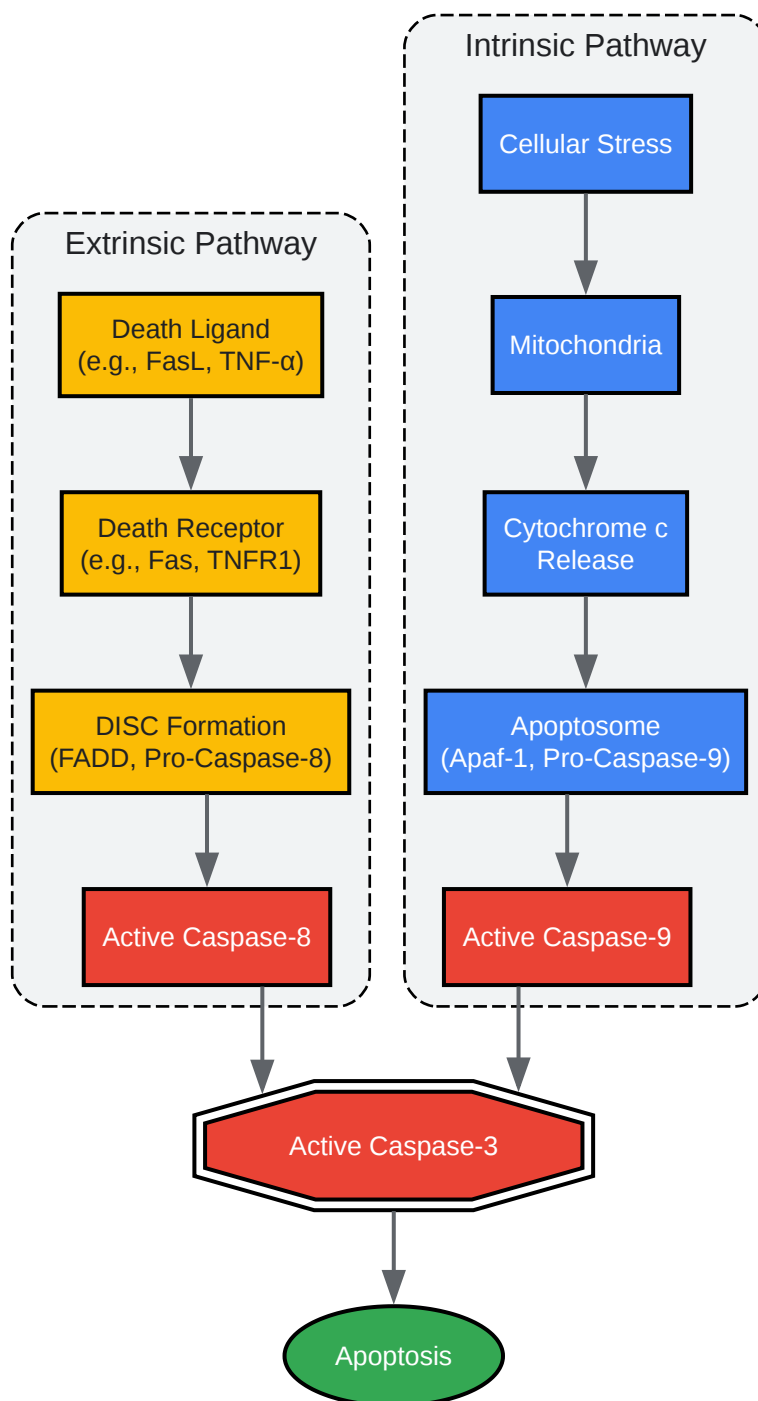 Extrinsic Pathway
Death Ligand
(e.g., FasL, TNF-α)
Death Receptor
(e.g., Fas, TNFR1)
DISC Formation
(FADD, Pro-Caspase-8)
Active Caspase-8
Intrinsic Pathway
Cellular Stress
Mitochondria
Cytochrome c
Release
Apoptosome
(Apaf-1, Pro-Caspase-9)
Active Caspase-9
Active Caspase-3
Apoptosis